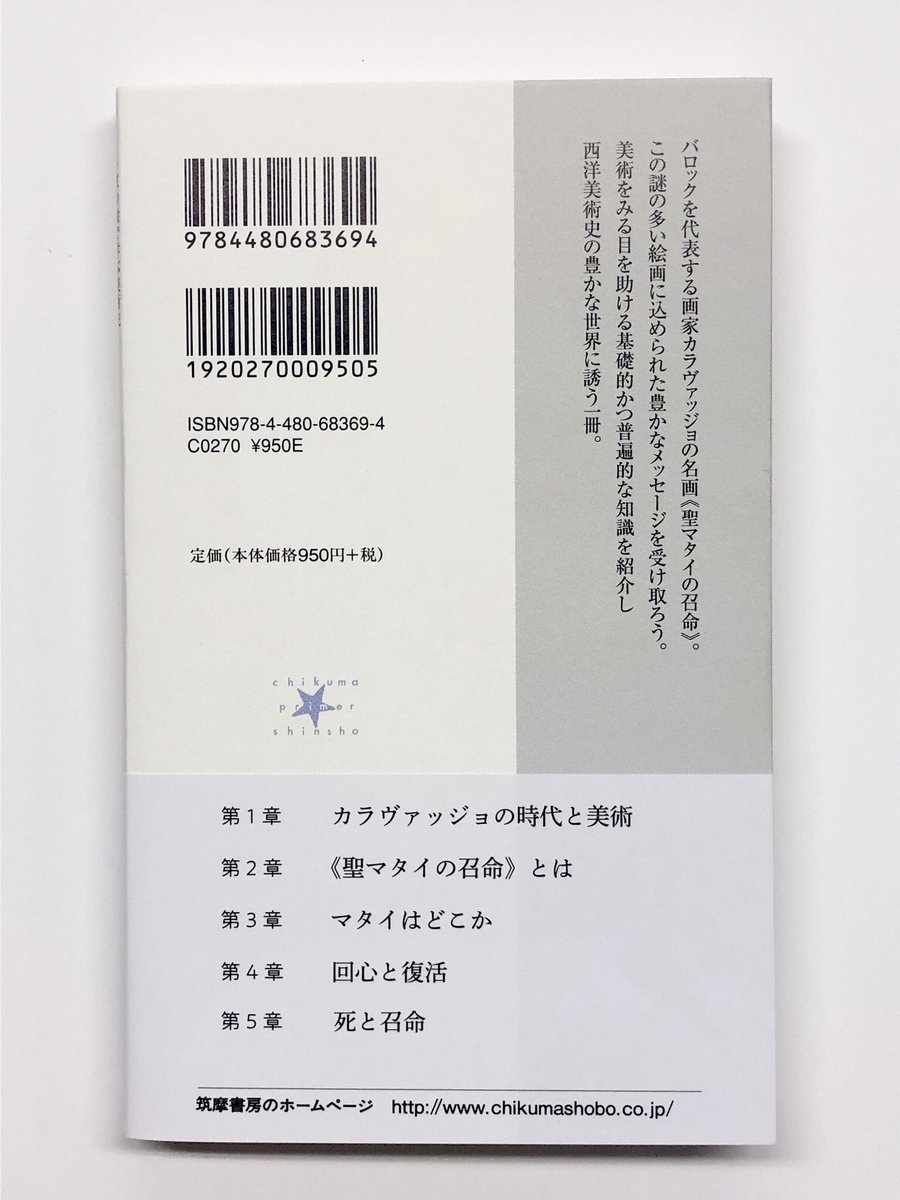 バロックを代表する画家カラヴァッジョの名画《聖マタイの召命》。
この謎の多い絵画に込められた豊かなメッセージを受け取ろう。
美術をみる目を助ける基礎的かつ普遍的な知識を紹介し
西洋美術史の豊かな世界に誘う一冊。
9784480683694
1920270009505
ISBN978-4-480-68369-4
C0270 ¥950E
定価(本体価格950円+税)
chikuma
primer
shinsho
第1章 カラヴァッジョの時代と美術
第2章 《聖マタイの召命》とは
第3章 マタイはどこか
第4章 回心と復活
第5章 死と召命
筑摩書房のホームページ http://www.chikumashobo.co.jp/